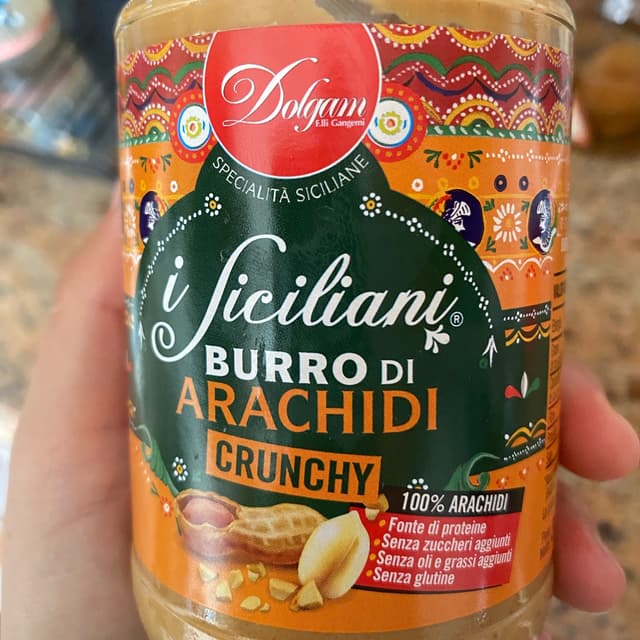 Dolgam
F.lli Gangemi
SPECIALITÀ SICILIANE
i Siciliani®
BURRO DI
ARACHIDI
CRUNCHY
100% ARACHIDI
Fonte di proteine
Senza zuccheri aggiunti
Senza oli e grassi aggiunti
Senza glutine